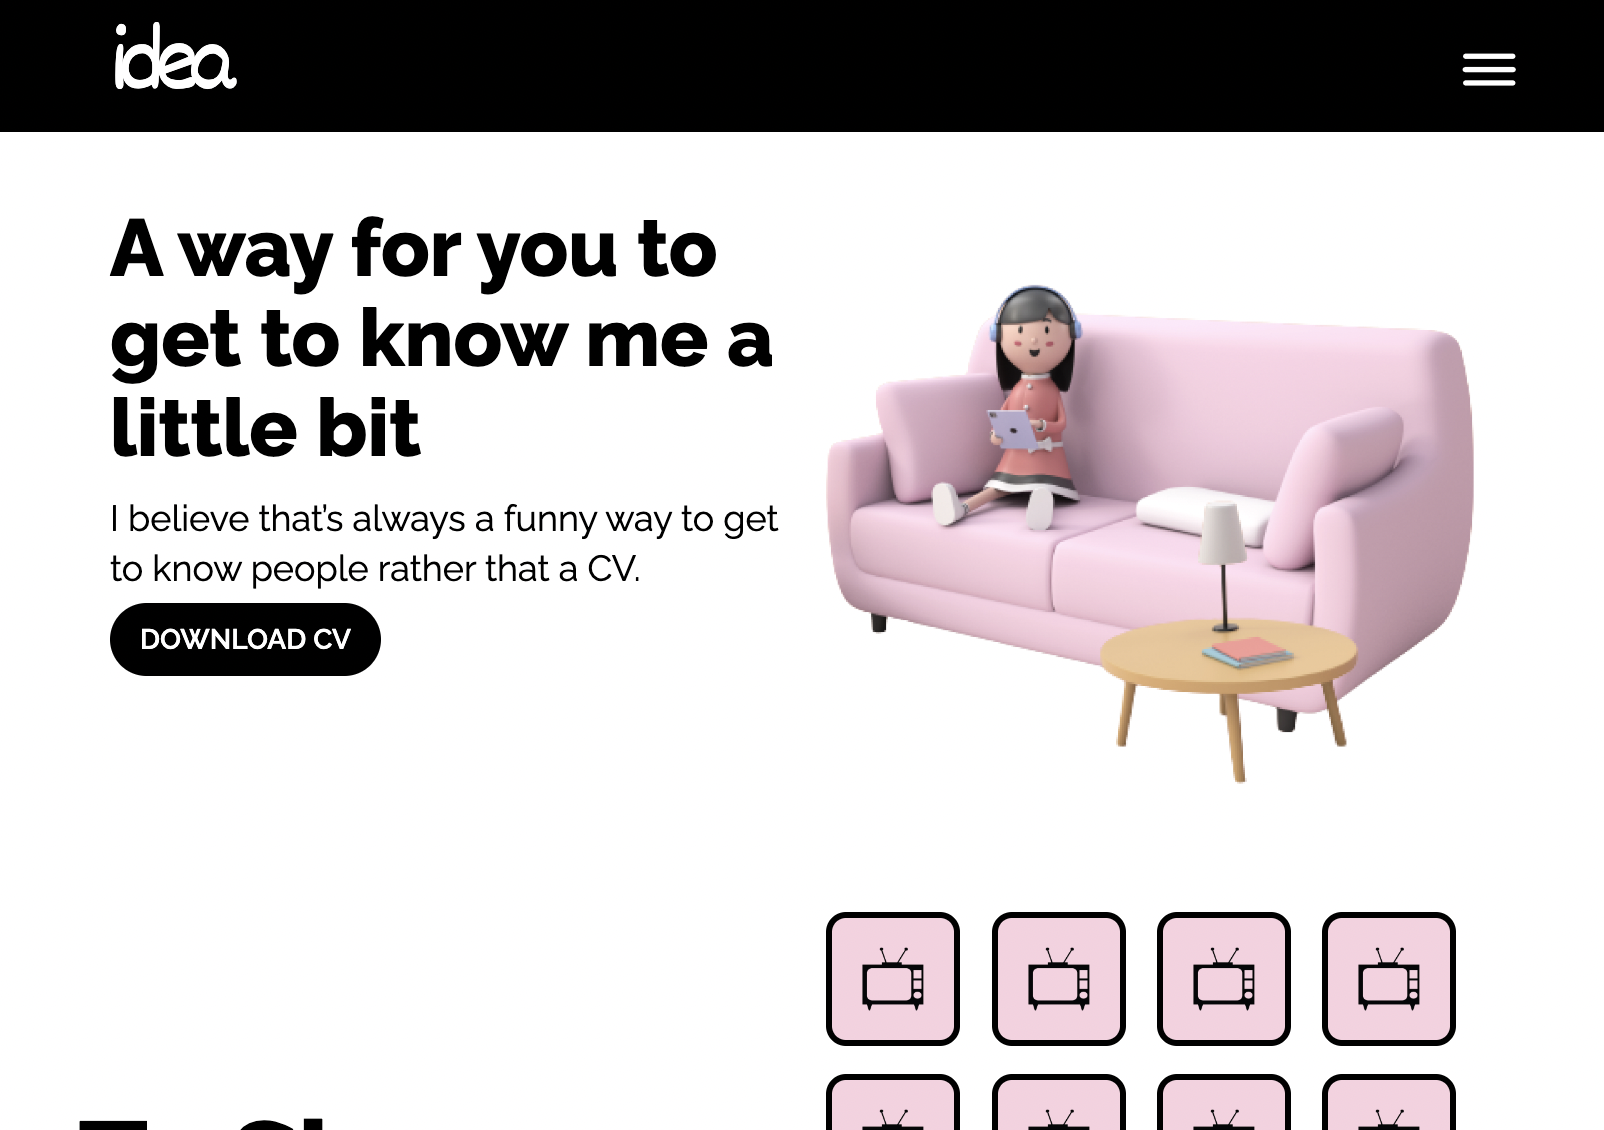 idea
A way for you to
get to know me a
little bit
I believe that’s always a funny way to get
to know people rather that a CV.
DOWNLOAD CV